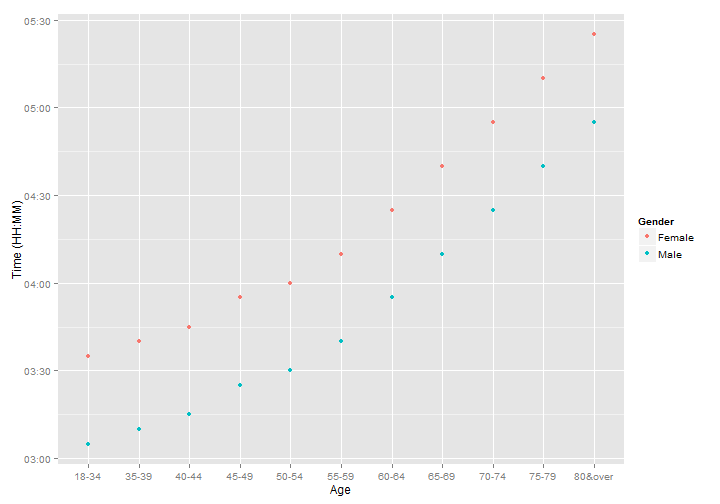 05:30
05:00
04:30
04:00
03:30
03:00
Time (HH:MM)
18-34 35-39 40-44 45-49 50-54 55-59 60-64 65-69 70-74 75-79 80&over
Age
Gender
Female
Male